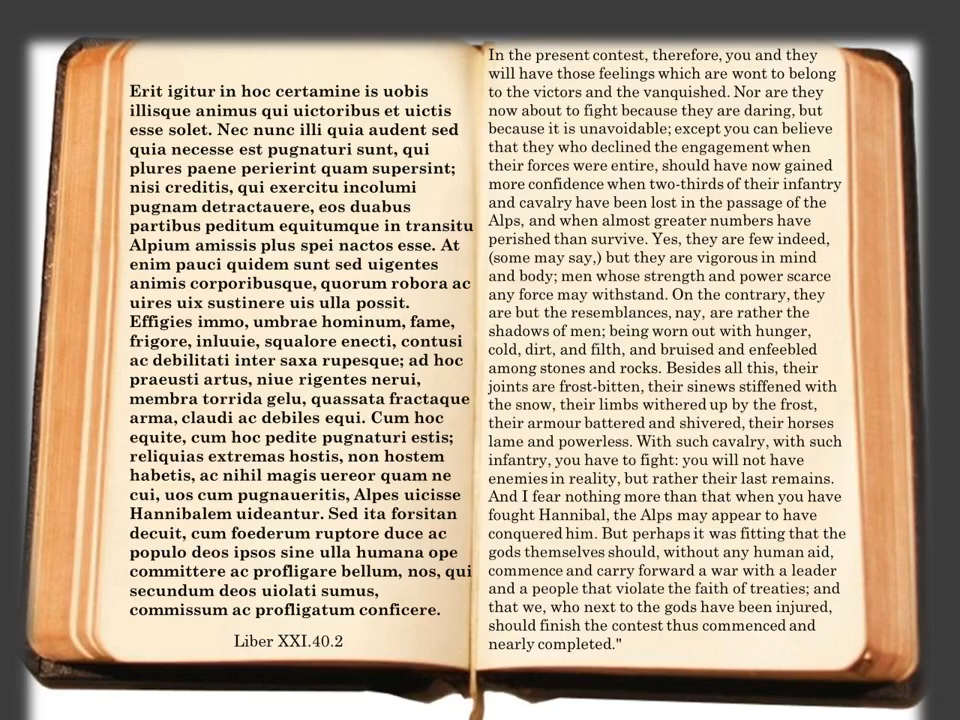 Erit igitur in hoc certamine is uobis
illisque animus qui uictoribus et uictis
esse solet. Nec nunc illi quia audent sed
quia necesse est pugnaturi sunt, qui
plures paene perierint quam supersint;
nisi creditis, qui exercitu incolumi
pugnam detractauere, eos duabus
partibus peditum equitumque in transitu
Alpium amissis plus spei nactos esse. At
enim pauci quidem sunt sed uigentes
animis corporibusque, quorum robora ac
uires uix sustinere uis ulla possit.
Effigies immo, umbrae hominum, fame,
frigore, inluuie, squalore enecti, contusi
ac debilitati inter saxa rupesque; ad hoc
praeusti artus, niue rigentes nerui,
membra torrida gelu, quassata fractaque
arma, claudi ac debiles equi. Cum hoc
equite, cum hoc pedite pugnaturi estis;
reliquias extremas hostis, non hostem
habetis, ac nihil magis uereor quam ne
cui, uos cum pugnaueritis, Alpes uicisse
Hannibalem uideantur. Sed ita forsitan
decuit, cum foederum ruptore duce ac
populo deos ipsos sine ulla humana ope
committere ac profligare bellum, nos, qui
secundum deos uiolati sumus,
commissum ac profligatum conficere.
Liber XXI.40.2
In the present contest, therefore, you and they
will have those feelings which are wont to belong
to the victors and the vanquished. Nor are they
now about to fight because they are daring, but
because it is unavoidable; except you can believe
that they who declined the engagement when
their forces were entire, should have now gained
more confidence when two-thirds of their infantry
and cavalry have been lost in the passage of the
Alps, and when almost greater numbers have
perished than survive. Yes, they are few indeed,
(some may say,) but they are vigorous in mind
and body; men whose strength and power scarce
any force may withstand. On the contrary, they
are but the resemblances, nay, are rather the
shadows of men; being worn out with hunger,
cold, dirt, and filth, and bruised and enfeebled
among stones and rocks. Besides all this, their
joints are frost-bitten, their sinews stiffened with
the snow, their limbs withered up by the frost,
their armour battered and shivered, their horses
lame and powerless. With such cavalry, with such
infantry, you have to fight: you will not have
enemies in reality, but rather their last remains.
And I fear nothing more than that when you have
fought Hannibal, the Alps may appear to have
conquered him. But perhaps it was fitting that the
gods themselves should, without any human aid,
commence and carry forward a war with a leader
and a people that violate the faith of treaties; and
that we, who next to the gods have been injured,
should finish the contest thus commenced and
nearly completed."